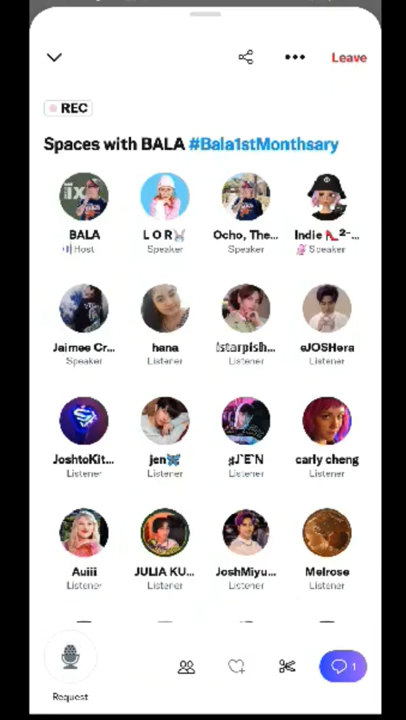 Leave
REC
Spaces with BALA #Bala1stMonthsary
BALA L O R🐰 Ocho, The... Indie 👠²-...
Host Speaker Speaker Speaker
Jaimee Cr... hana eJOSHera
Speaker Listener Listener Listener
JoshtoKit... jen🦋 carly cheng
Listener Listener Listener Listener
Auiii JULIA KU... JoshMiyu... Melrose
Listener Listener Listener Listener
1
Request